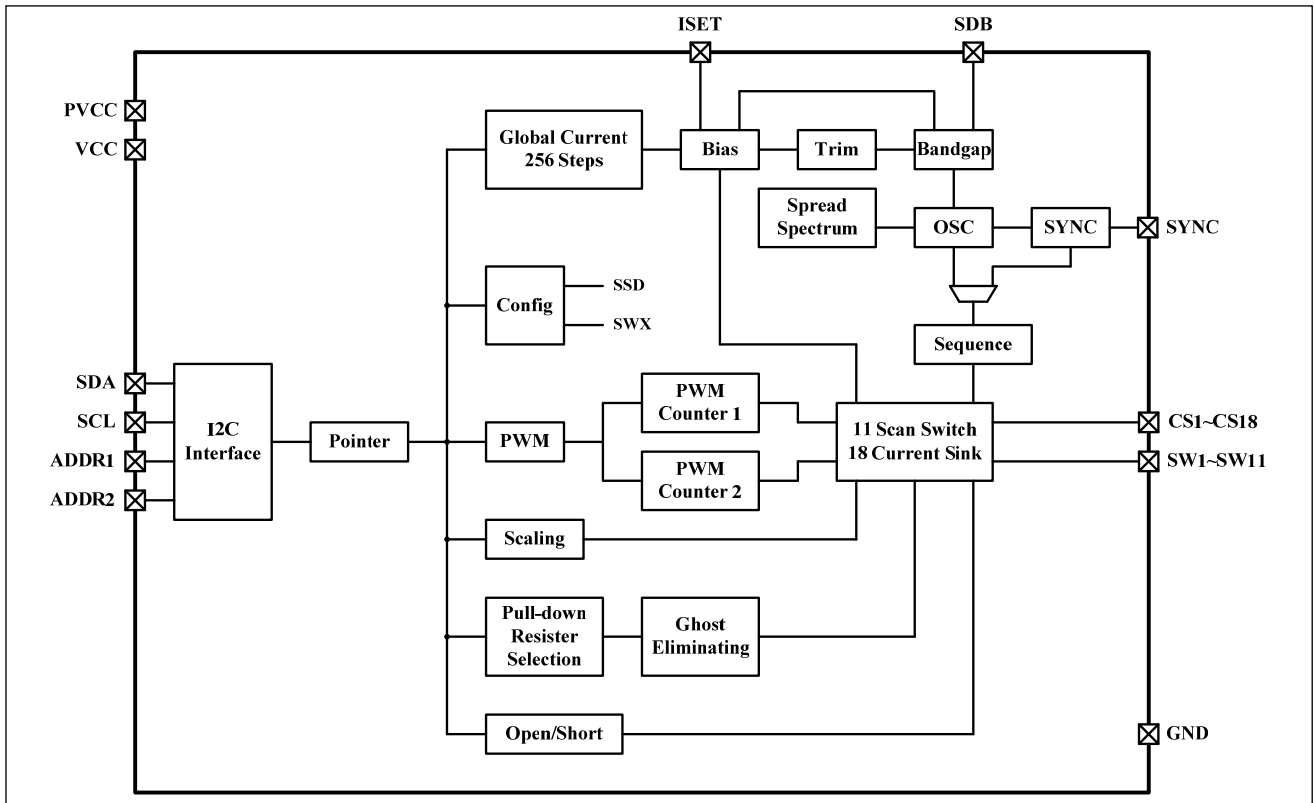 ISET
SDB
PVCC
VCC
Global Current
256 Steps
Bias
Trim
Bandgap
Spread
Spectrum
OSC
SYNC
SYNC
Config
SSD
SWX
Sequence
SDA
SCL
ADDR1
ADDR2
I2C
Interface
Pointer
PWM
PWM
Counter 1
PWM
Counter 2
11 Scan Switch
18 Current Sink
CS1~CS18
SW1~SW11
Scaling
Pull-down
Resister
Selection
Ghost
Eliminating
Open/Short
GND